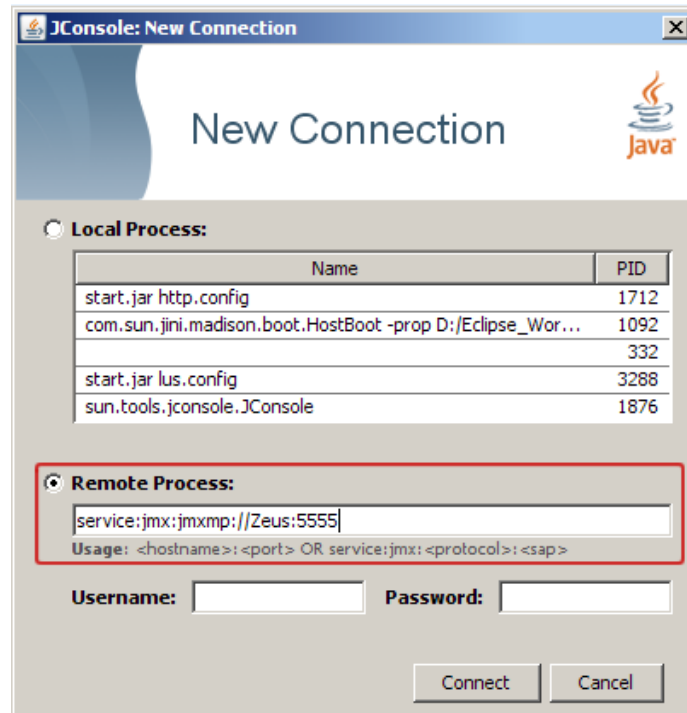 JConsole: New Connection
New Connection
Java
Local Process:
Name PID
start.jar http.config 1712
com.sun.jini.madison.boot.HostBoot -prop D:/Eclipse_Wor... 1092
332
start.jar lus.config 3288
sun.tools.jconsole.JConsole 1876
Remote Process:
service:jmx:jmxmp://Zeus:5555
Usage: <hostname>:<port> OR service:jmx:<protocol>:<sap>
Username: Password:
Connect Cancel